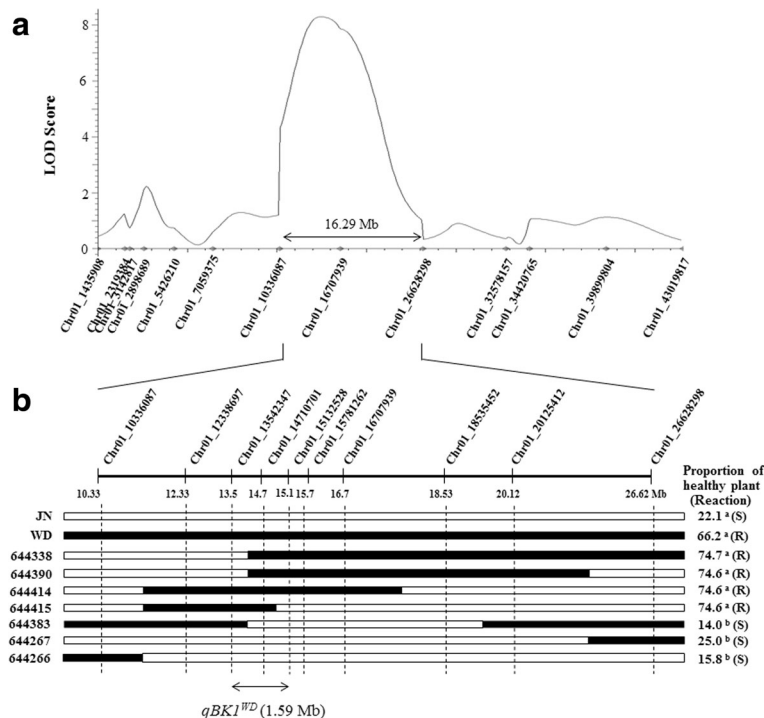 a
LOD Score
8
6
4
2
0
16.29 Mb
Chr01_1435908
Chr01_2319384
Chr01_3142817
Chr01_2898689
Chr01_5426210
Chr01_7059375
Chr01_10336087
Chr01_16707939
Chr01_26628298
Chr01_32578157
Chr01_34420765
Chr01_39899804
Chr01_43019817
b
Chr01_10336087
Chr01_12338697
Chr01_13542347
Chr01_14710701
Chr01_15132528
Chr01_15781262
Chr01_16707939
Chr01_18535452
Chr01_20125412
Chr01_26628298
Proportion of
healthy plant
(Reaction)
10.33 12.33 13.5 14.7 15.1 15.7 16.7 18.53 20.12 26.62 Mb
JN 22.1 a (S)
WD 66.2 a (R)
644338 74.7 a (R)
644390 74.6 a (R)
644414 74.6 a (R)
644415 74.6 a (R)
644383 14.0 b (S)
644267 25.0 b (S)
644266 15.8 b (S)
qBK1WD (1.59 Mb)